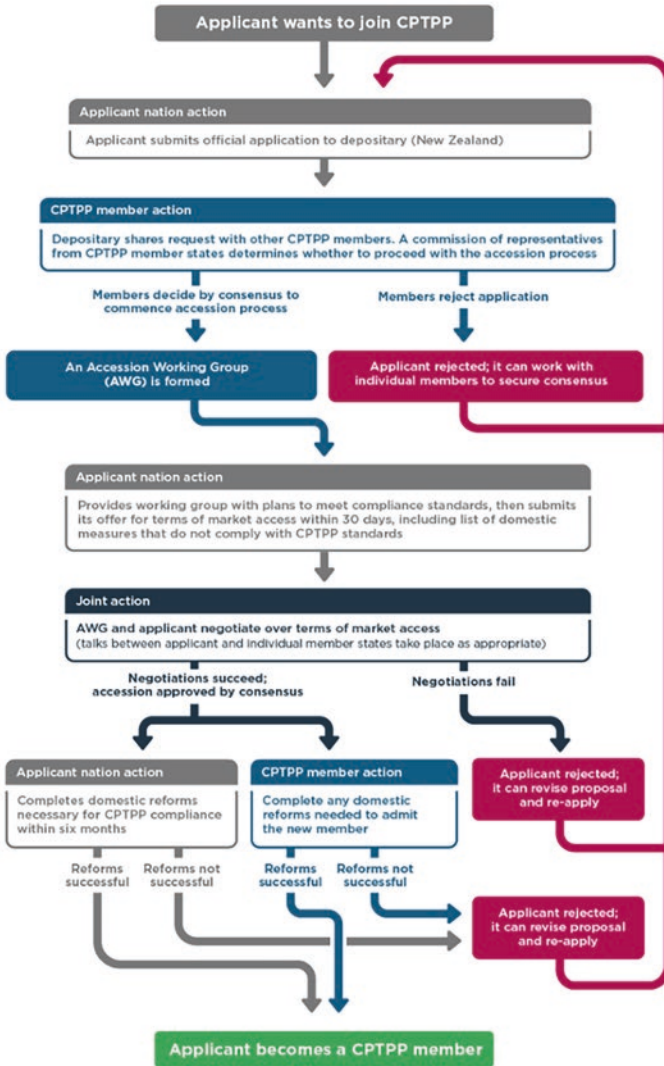 Applicant wants to join CPTPP
Applicant nation action
Applicant submits official application to depositary (New Zealand)
CPTPP member action
Depositary shares request with other CPTPP members. A commission of representatives
from CPTPP member states determines whether to proceed with the accession process
Members decide by consensus to
commence accession process
Members reject application
An Accession Working Group
(AWG) is formed
Applicant rejected; it can work with
individual members to secure consensus
Applicant nation action
Provides working group with plans to meet compliance standards, then submits
its offer for terms of market access within 30 days, including list of domestic
measures that do not comply with CPTPP standards
Joint action
AWG and applicant negotiate over terms of market access
(talks between applicant and individual member states take place as appropriate)
Negotiations succeed;
accession approved by consensus
Negotiations fail
Applicant nation action
Completes domestic reforms
necessary for CPTPP compliance
within six months
CPTPP member action
Complete any domestic
reforms needed to admit
the new member
Applicant rejected;
it can revise proposal
and re-apply
Reforms
successful
Reforms not
successful
Reforms
successful
Reforms not
successful
Applicant rejected;
it can revise proposal
and re-apply
Applicant becomes a CPTPP member